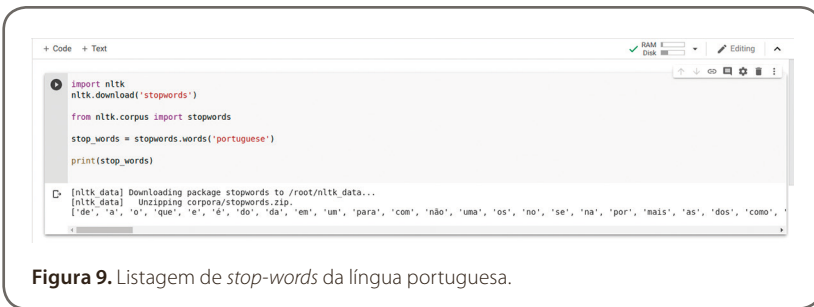 + Code + Text
RAM
Disk
Editing
import nltk
nltk.download('stopwords')
from nltk.corpus import stopwords
stop_words = stopwords.words('portuguese')
print(stop_words)
[nltk_data] Downloading package stopwords to /root/nltk_data...
[nltk_data]   Unzipping corpora/stopwords.zip.
['de', 'a', 'o', 'que', 'e', 'é', 'do', 'da', 'em', 'um', 'para', 'com', 'não', 'uma', 'os', 'no', 'se', 'na', 'por', 'mais', 'as', 'dos', 'como', '
Figura 9. Listagem de stop-words da língua portuguesa.